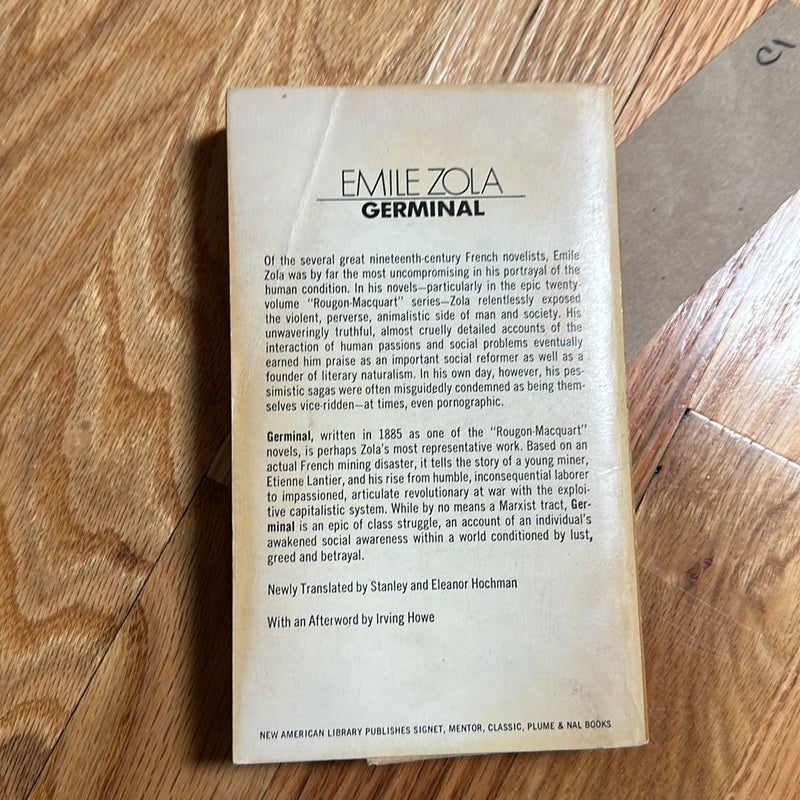 EMILE ZOLA
GERMINAL
Of the several great nineteenth-century French novelists, Emile
Zola was by far the most uncompromising in his portrayal of the
human condition. In his novels—particularly in the epic twenty-
volume "Rougon-Macquart" series—Zola relentlessly exposed
the violent, perverse, animalistic side of man and society. His
unwaveringly truthful, almost cruelly detailed accounts of the
interaction of human passions and social problems eventually
earned him praise as an important social reformer as well as a
founder of literary naturalism. In his own day, however, his pes-
simistic sagas were often misguidedly condemned as being them-
selves vice-ridden—at times, even pornographic.
Germinal, written in 1885 as one of the "Rougon-Macquart"
novels, is perhaps Zola's most representative work. Based on an
actual French mining disaster, it tells the story of a young miner,
Etienne Lantier, and his rise from humble, inconsequential laborer
to impassioned, articulate revolutionary at war with the exploi-
tive capitalistic system. While by no means a Marxist tract, Ger-
minal is an epic of class struggle, an account of an individual's
awakened social awareness within a world conditioned by lust,
greed and betrayal.
Newly Translated by Stanley and Eleanor Hochman
With an Afterword by Irving Howe
NEW AMERICAN LIBRARY PUBLISHES SIGNET, MENTOR, CLASSIC, PLUME & NAL BOOKS